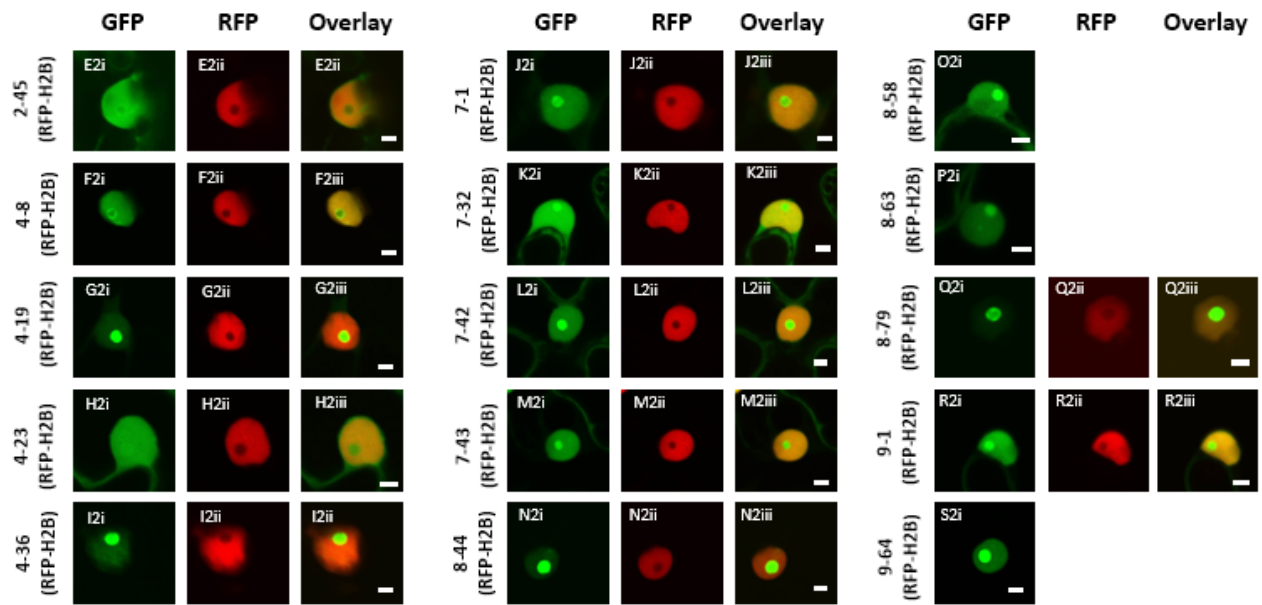 GFP RFP Overlay GFP RFP Overlay GFP RFP Overlay
2-45 (RFP-H2B) E2i E2ii E2iii 7-1 (RFP-H2B) J2i J2ii J2iii 8-58 (RFP-H2B) O2i
4-8 (RFP-H2B) F2i F2ii F2iii 7-32 (RFP-H2B) K2i K2ii K2iii 8-63 (RFP-H2B) P2i
4-19 (RFP-H2B) G2i G2ii G2iii 7-42 (RFP-H2B) L2i L2ii L2iii 8-79 (RFP-H2B) Q2i Q2ii Q2iii
4-23 (RFP-H2B) H2i H2ii H2iii 7-43 (RFP-H2B) M2i M2ii M2iii 9-1 (RFP-H2B) R2i R2ii R2iii
4-36 (RFP-H2B) I2i I2ii I2ii 8-44 (RFP-H2B) N2i N2ii N2iii 9-64 (RFP-H2B) S2i